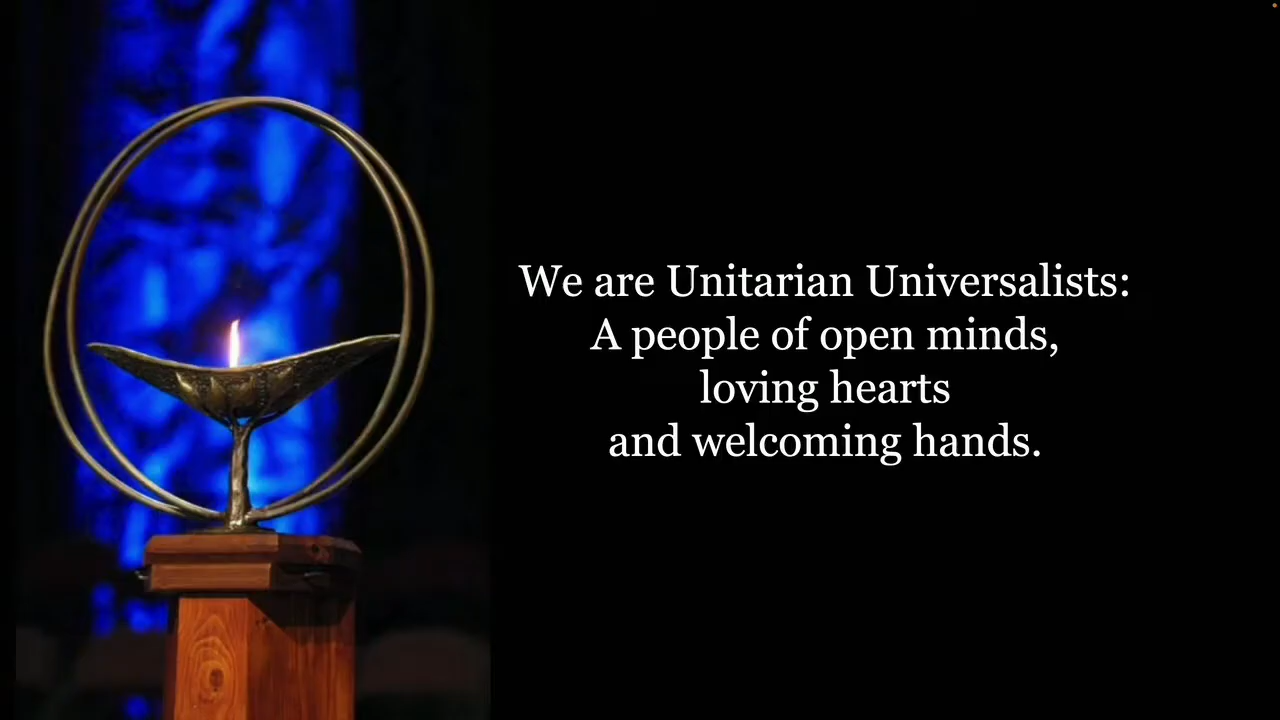 We are Unitarian Universalists:
A people of open minds,
loving hearts
and welcoming hands.